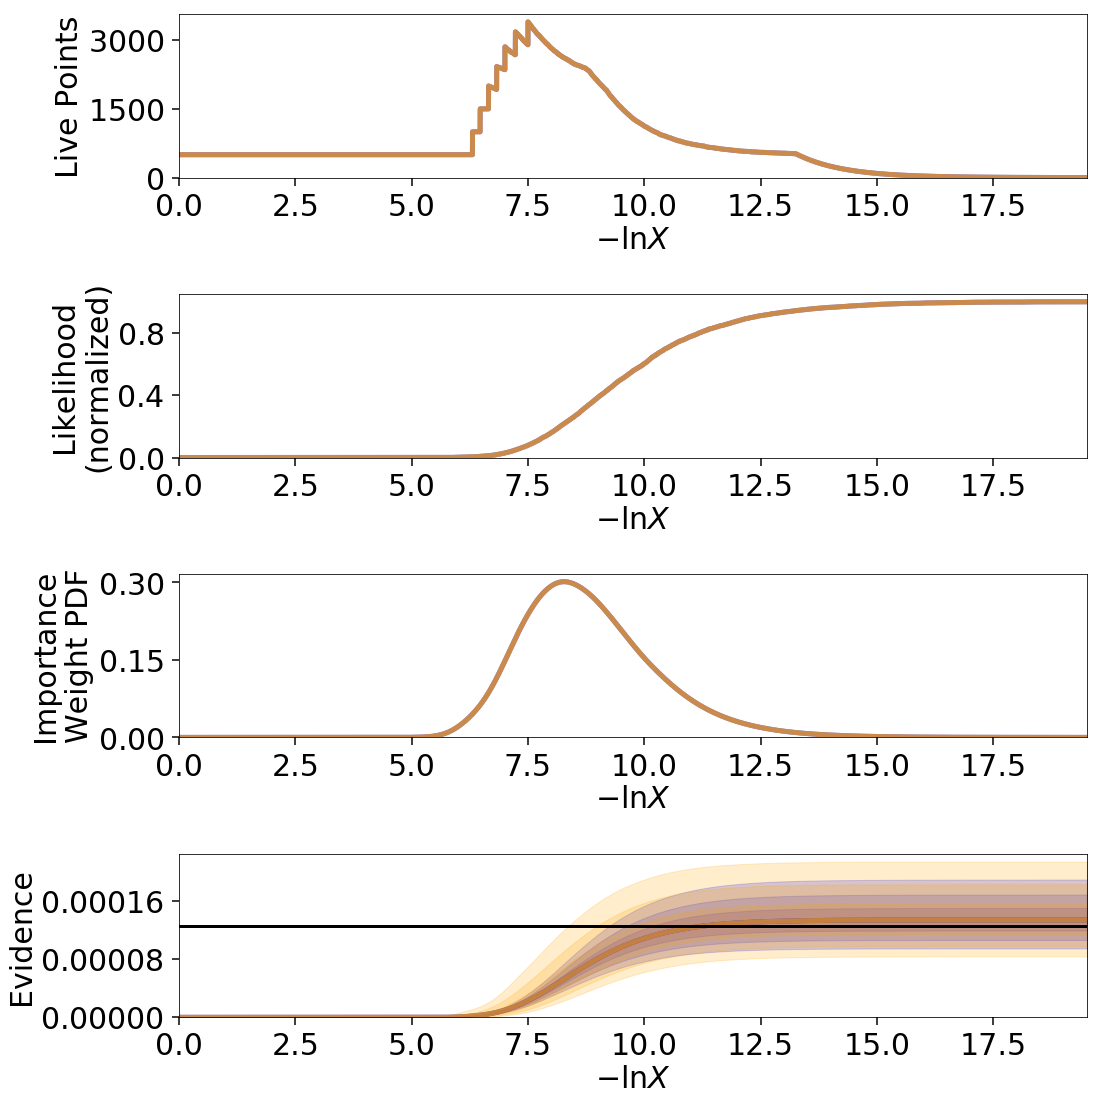 Live Points
3000
1500
0
0.0 2.5 5.0 7.5 10.0 12.5 15.0 17.5
−lnX
Likelihood
(normalized)
0.8
0.4
0.0
0.0 2.5 5.0 7.5 10.0 12.5 15.0 17.5
−lnX
Importance
Weight PDF
0.30
0.15
0.00
0.0 2.5 5.0 7.5 10.0 12.5 15.0 17.5
−lnX
Evidence
0.00016
0.00008
0.00000
0.0 2.5 5.0 7.5 10.0 12.5 15.0 17.5
−lnX